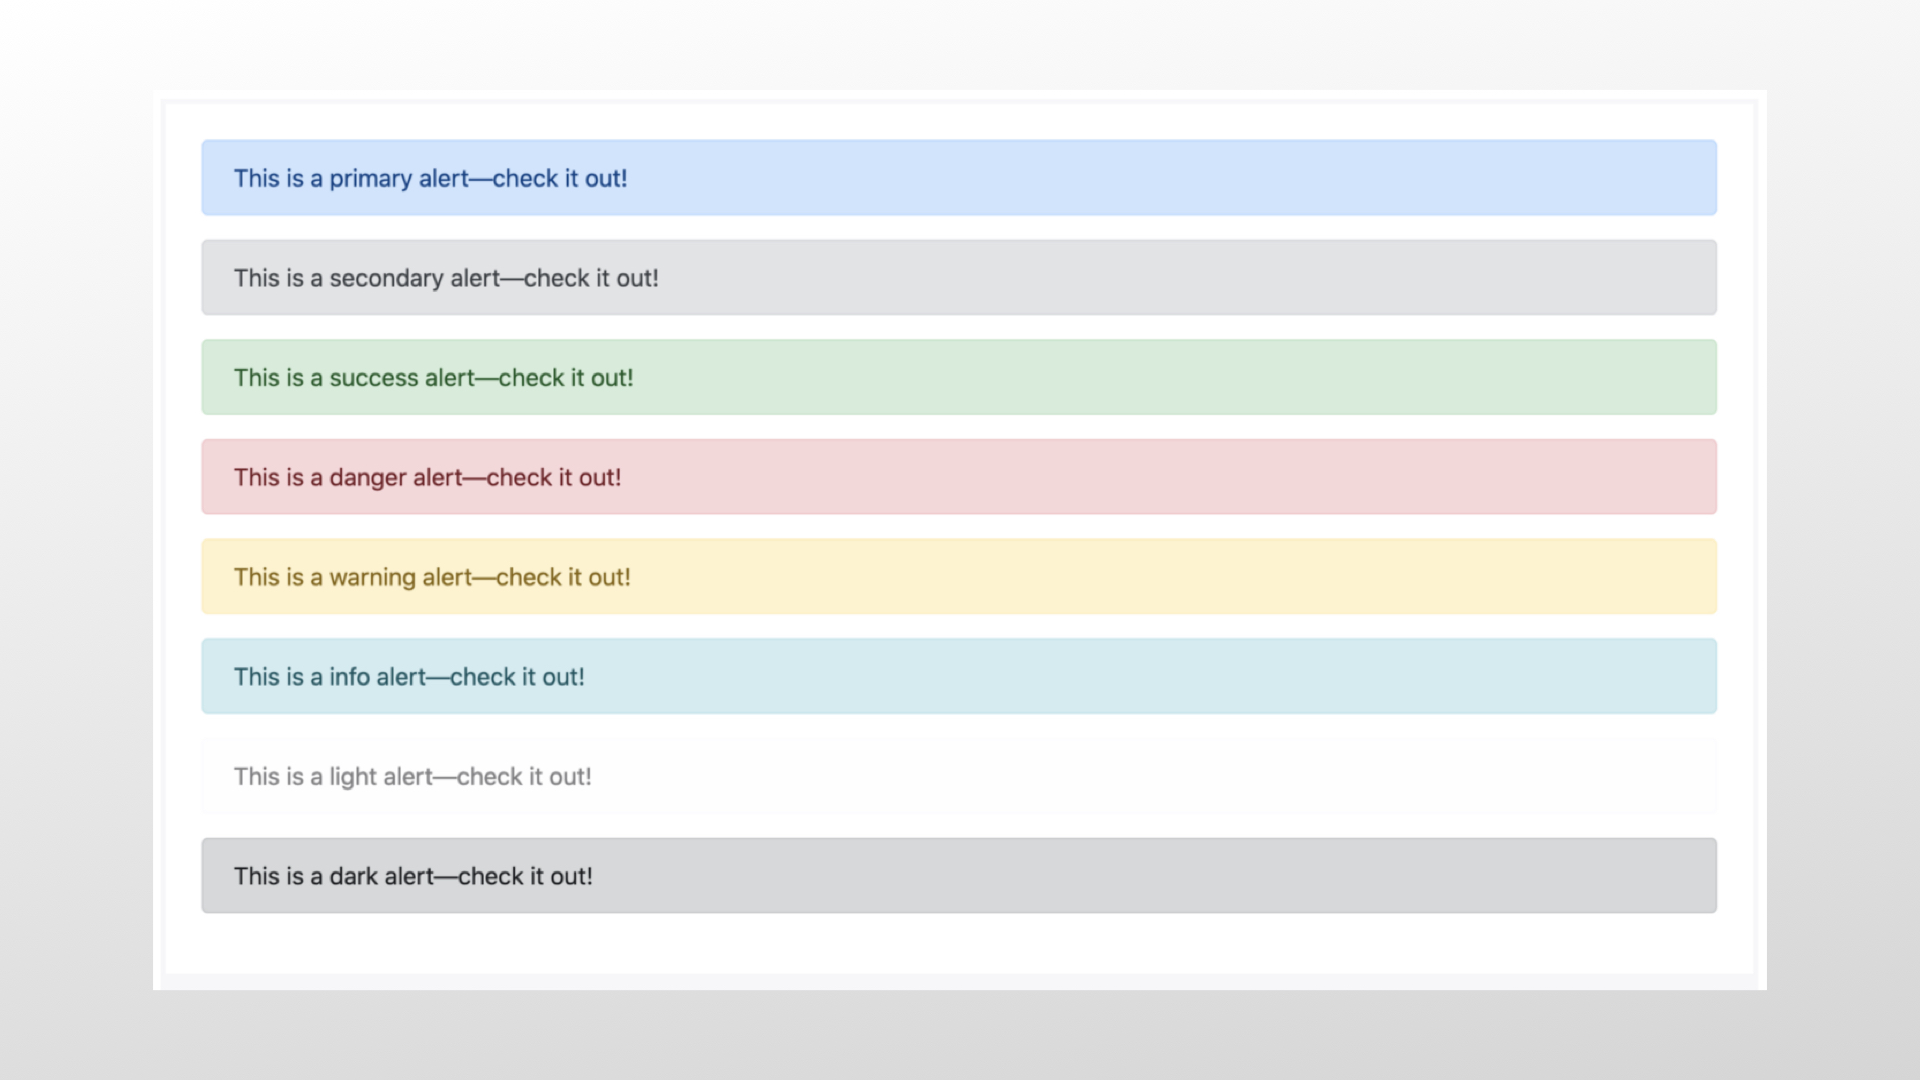 This is a primary alert—check it out!
This is a secondary alert—check it out!
This is a success alert—check it out!
This is a danger alert—check it out!
This is a warning alert—check it out!
This is a info alert—check it out!
This is a light alert—check it out!
This is a dark alert—check it out!